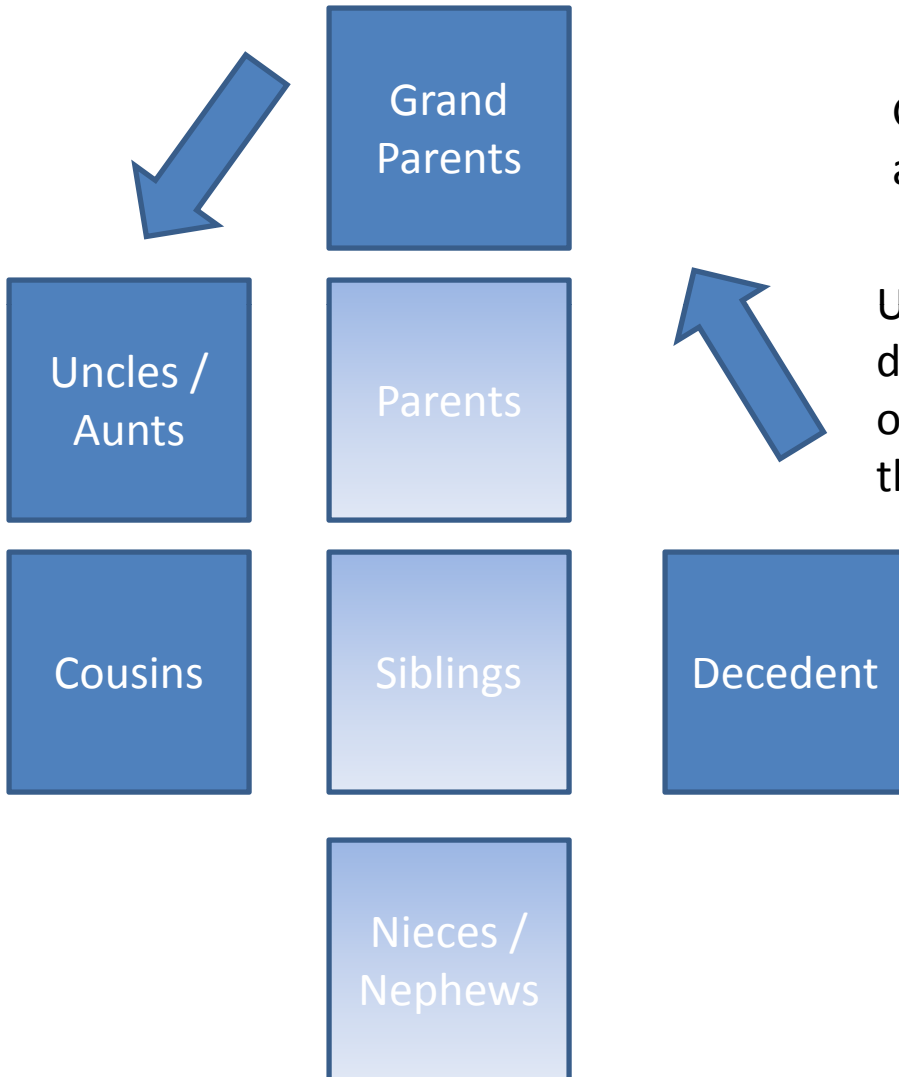 Grand
Parents
Uncles /
Aunts
Parents
Cousins
Siblings
Decedent
Nieces /
Nephews